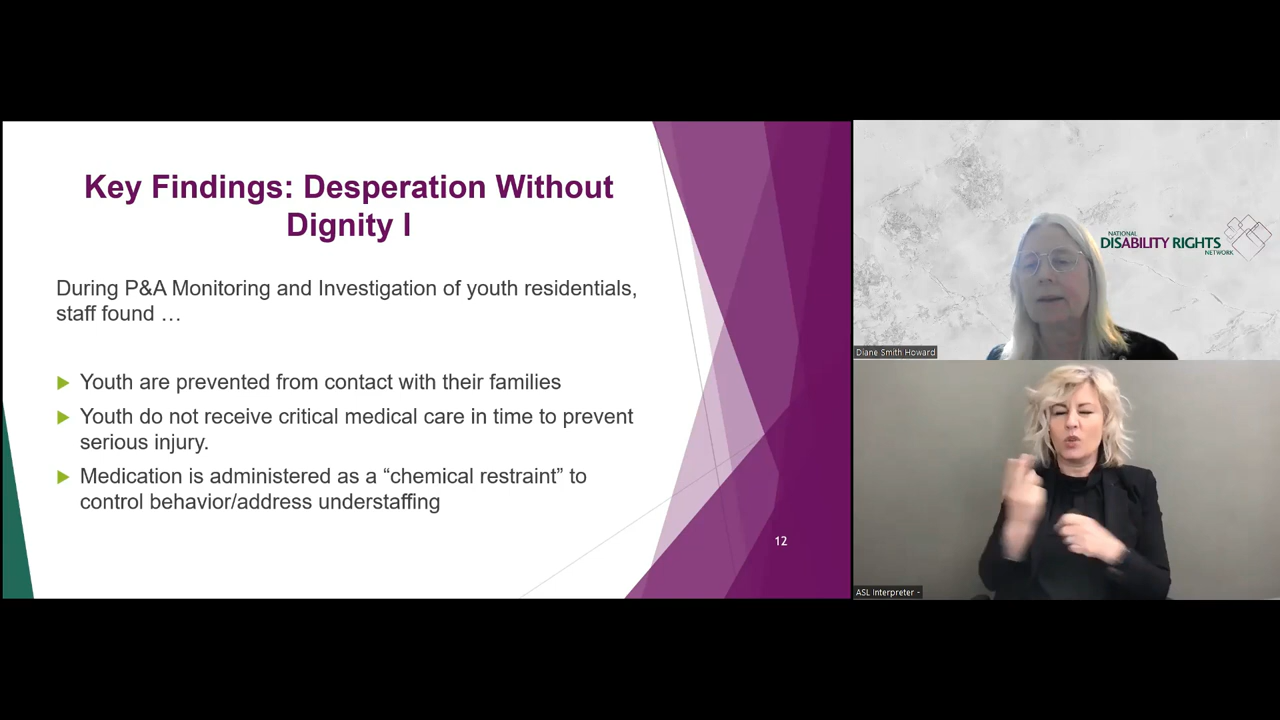 Key Findings: Desperation Without
Dignity I
During P&A Monitoring and Investigation of youth residentials,
staff found …
Youth are prevented from contact with their families
Youth do not receive critical medical care in time to prevent
serious injury.
Medication is administered as a “chemical restraint” to
control behavior/address understaffing
12
NATIONAL
DISABILITY RIGHTS
NETWORK
Diane Smith Howard
ASL Interpreter -